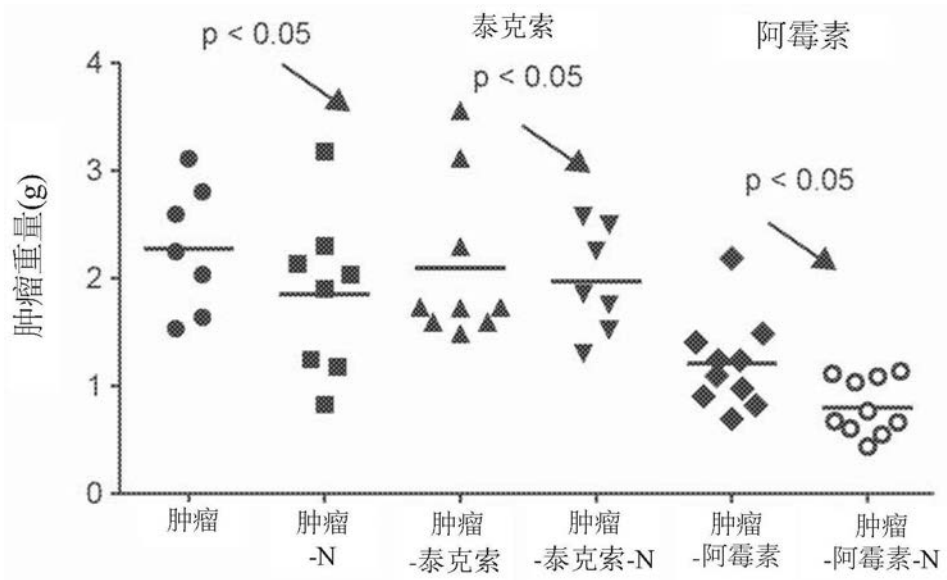 泰克索
阿霉素
p < 0.05
p < 0.05
p < 0.05
肿瘤重量(g)
4
3
2
1
0
肿瘤
肿瘤
-N
肿瘤
-泰克索
肿瘤
-泰克索-N
肿瘤
-阿霉素
肿瘤
-阿霉素-N